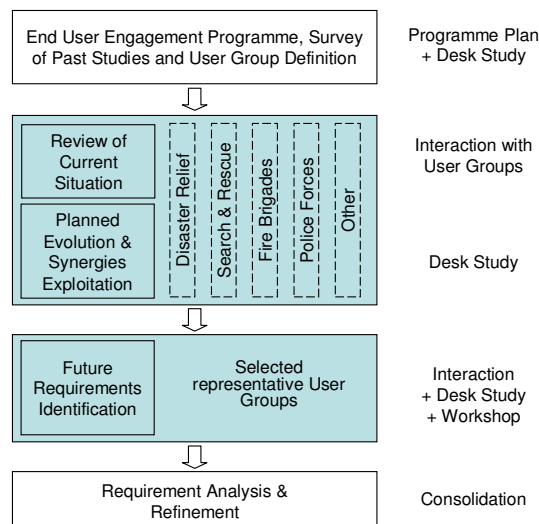 End User Engagement Programme, Survey
of Past Studies and User Group Definition
Programme Plan
+ Desk Study
Review of
Current
Situation
Planned
Evolution &
Synergies
Exploitation
Disaster Relief
Search & Rescue
Fire Brigades
Police Forces
Other
Interaction with
User Groups
Desk Study
Future
Requirements
Identification
Selected
representative User
Groups
Interaction
+ Desk Study
+ Workshop
Requirement Analysis &
Refinement
Consolidation